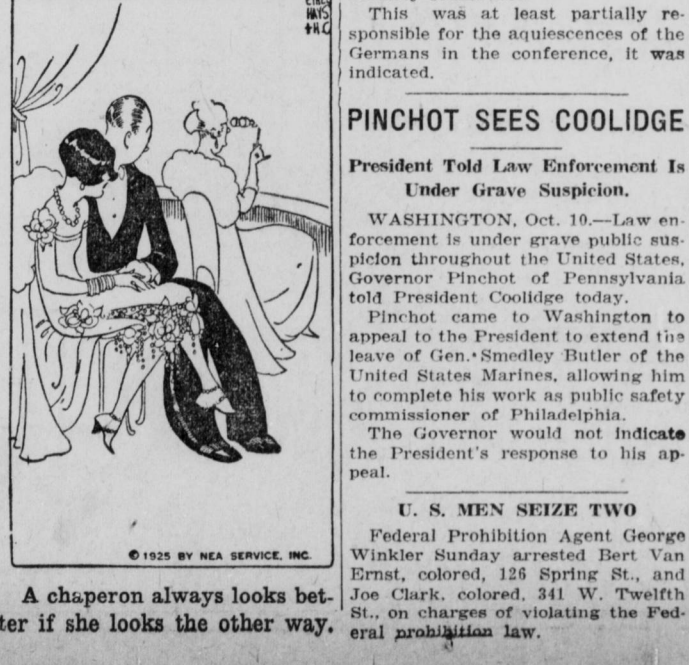 ETHEL
HAYS
+H.C
© 1925 BY NEA SERVICE, INC.
A chaperon always looks bet-
ter if she looks the other way.
This was at least partially re-
sponsible for the aquiescences of the
Germans in the conference, it was
indicated.
PINCHOT SEES COOLIDGE
President Told Law Enforcement Is
Under Grave Suspicion.
WASHINGTON, Oct. 10.—Law en-
forcement is under grave public sus-
picion throughout the United States,
Governor Pinchot of Pennsylvania
told President Coolidge today.
Pinchot came to Washington to
appeal to the President to extend the
leave of Gen. Smedley Butler of the
United States Marines, allowing him
to complete his work as public safety
commissioner of Philadelphia.
The Governor would not indicate
the President's response to his ap-
peal.
U. S. MEN SEIZE TWO
Federal Prohibition Agent George
Winkler Sunday arrested Bert Van
Ernst, colored, 126 Spring St., and
Joe Clark, colored, 341 W. Twelfth
St., on charges of violating the Fed-
eral prohibition law.